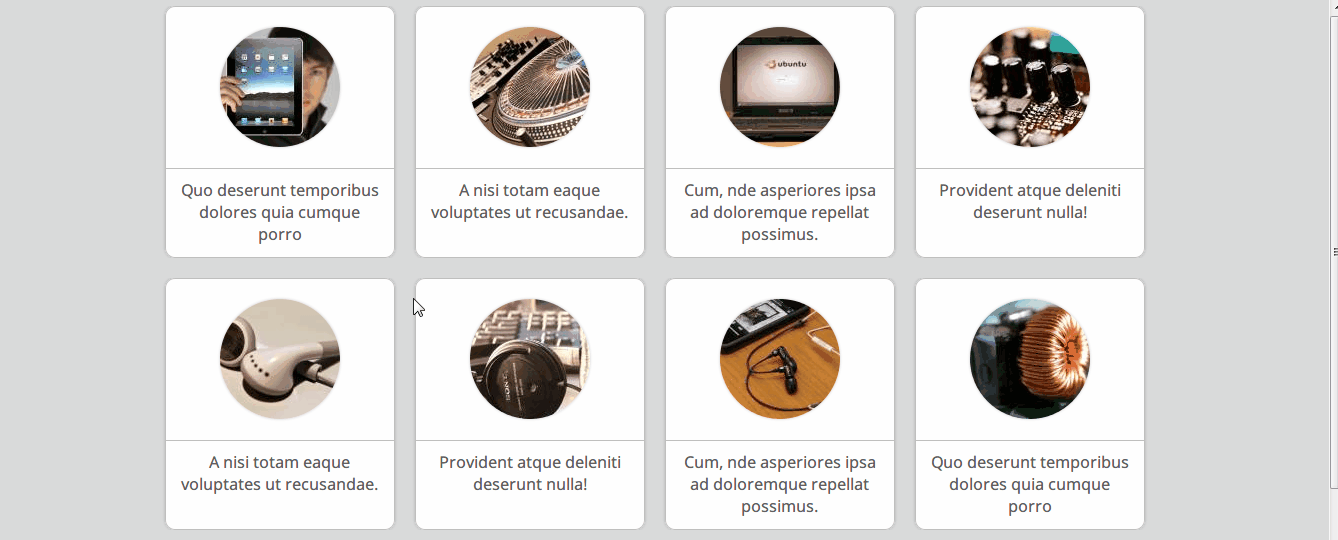 ubuntu
Quo deserunt temporibus
dolores quia cumque
porro
A nisi totam eaque
voluptates ut recusandae.
Cum, nde asperiores ipsa
ad doloremque repellat
possimus.
Provident atque deleniti
deserunt nulla!
SONY
A nisi totam eaque
voluptates ut recusandae.
Provident atque deleniti
deserunt nulla!
Cum, nde asperiores ipsa
ad doloremque repellat
possimus.
Quo deserunt temporibus
dolores quia cumque
porro